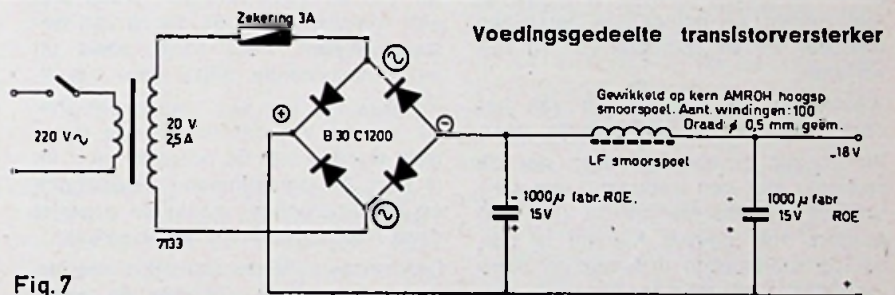 Zekering 3A
Voedingsgedeelte transistorversterker
Gewikkeld op kern AMROH hoogsp
smoorspoel. Aant. windingen: 100
Draad ∮ 0,5 mm. geëm.
220 V ~
20 V.
2,5 A
+
B 30 C1200
-
~
~
LF smoorspoel
-18V
-
1000µ fabr. ROE.
15V
+
1000µ fabr
15V ROE
+
7133
+
Fig.7